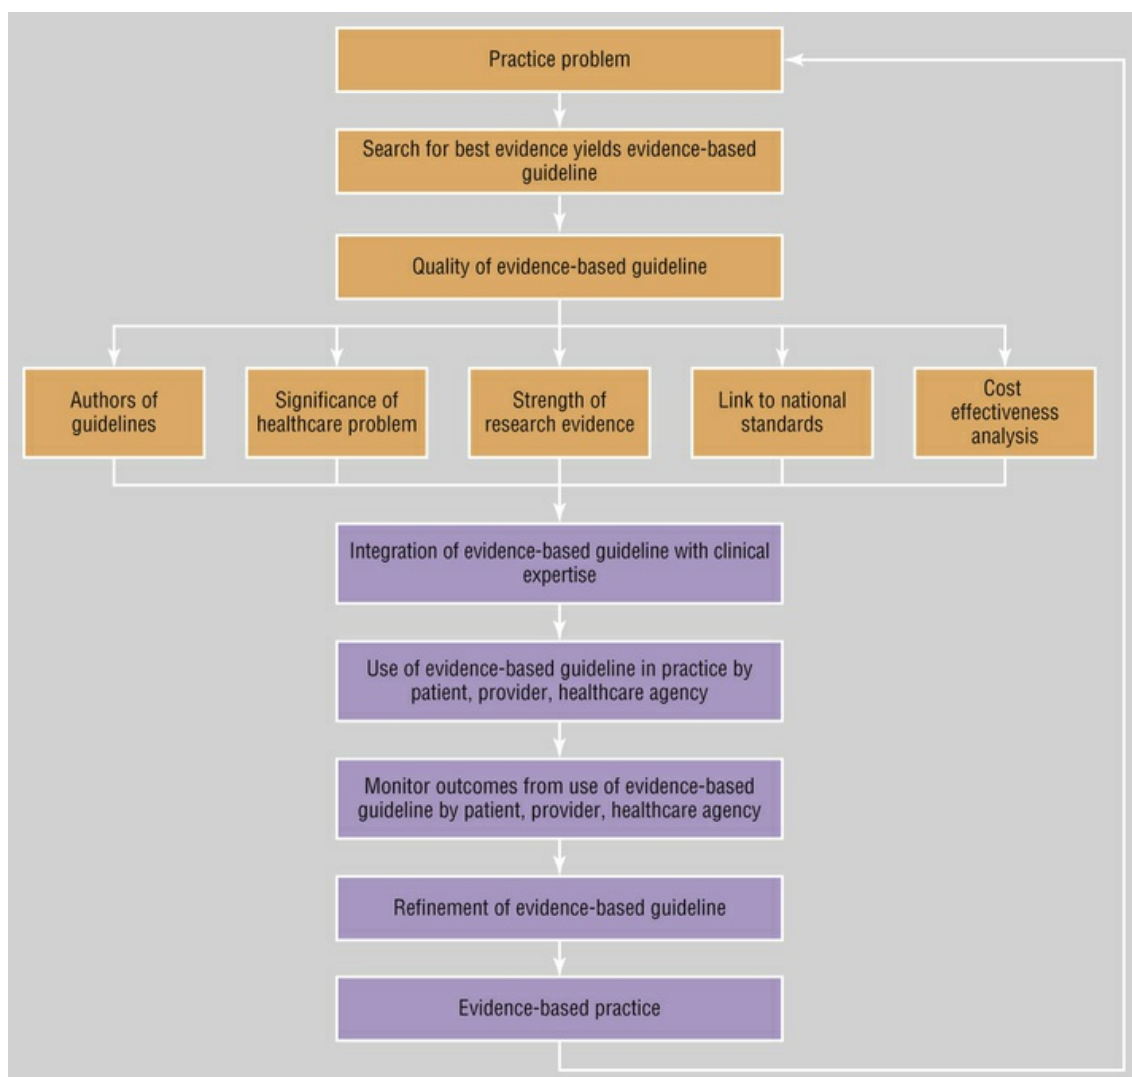 Practice problem
Search for best evidence yields evidence-based
guideline
Quality of evidence-based guideline
Authors of
guidelines
Significance of
healthcare problem
Strength of
research evidence
Link to national
standards
Cost
effectiveness
analysis
Integration of evidence-based guideline with clinical
expertise
Use of evidence-based guideline in practice by
patient, provider, healthcare agency
Monitor outcomes from use of evidence-based
guideline by patient, provider, healthcare agency
Refinement of evidence-based guideline
Evidence-based practice